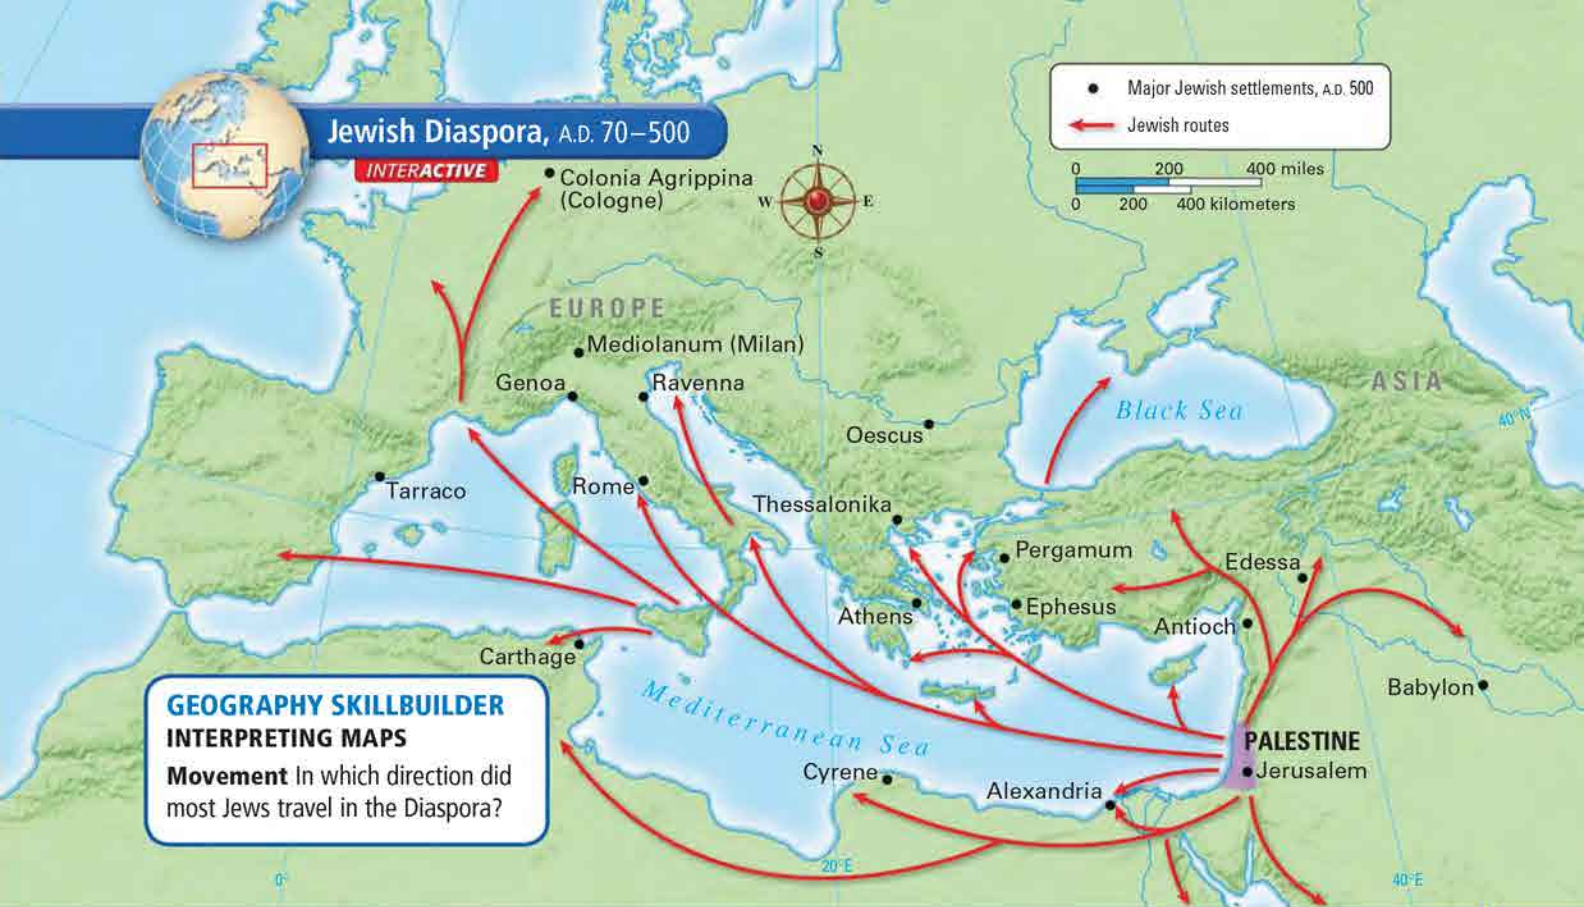 Jewish Diaspora, A.D. 70–500
INTERACTIVE
Major Jewish settlements, A.D. 500
Jewish routes
0 200 400 miles
0 200 400 kilometers
N
W E
S
Colonia Agrippina
(Cologne)
EUROPE
Mediolanum (Milan)
Genoa
Ravenna
ASIA
Black Sea
40°N
Oescus
Tarraco
Rome
Thessalonika
Pergamum
Edessa
Athens
Ephesus
Antioch
Carthage
Babylon
Mediterranean Sea
PALESTINE
Jerusalem
Cyrene
Alexandria
GEOGRAPHY SKILLBUILDER
INTERPRETING MAPS
Movement In which direction did
most Jews travel in the Diaspora?
0°
20°E
40°E